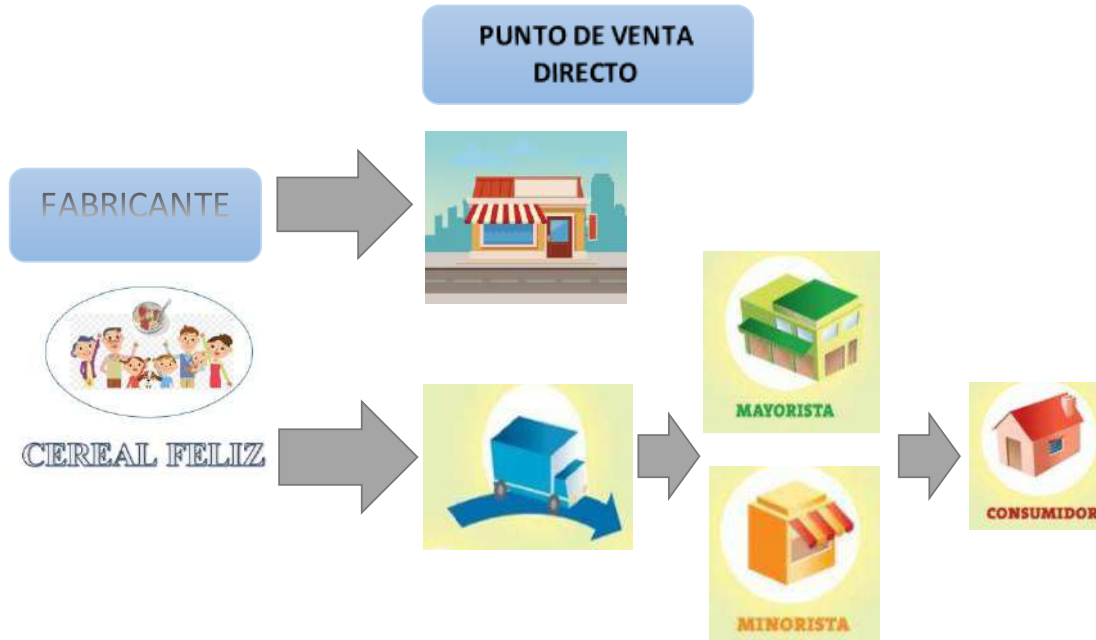 PUNTO DE VENTA
DIRECTO
FABRICANTE
CEREAL FELIZ
MAYORISTA
MINORISTA
CONSUMIDOR